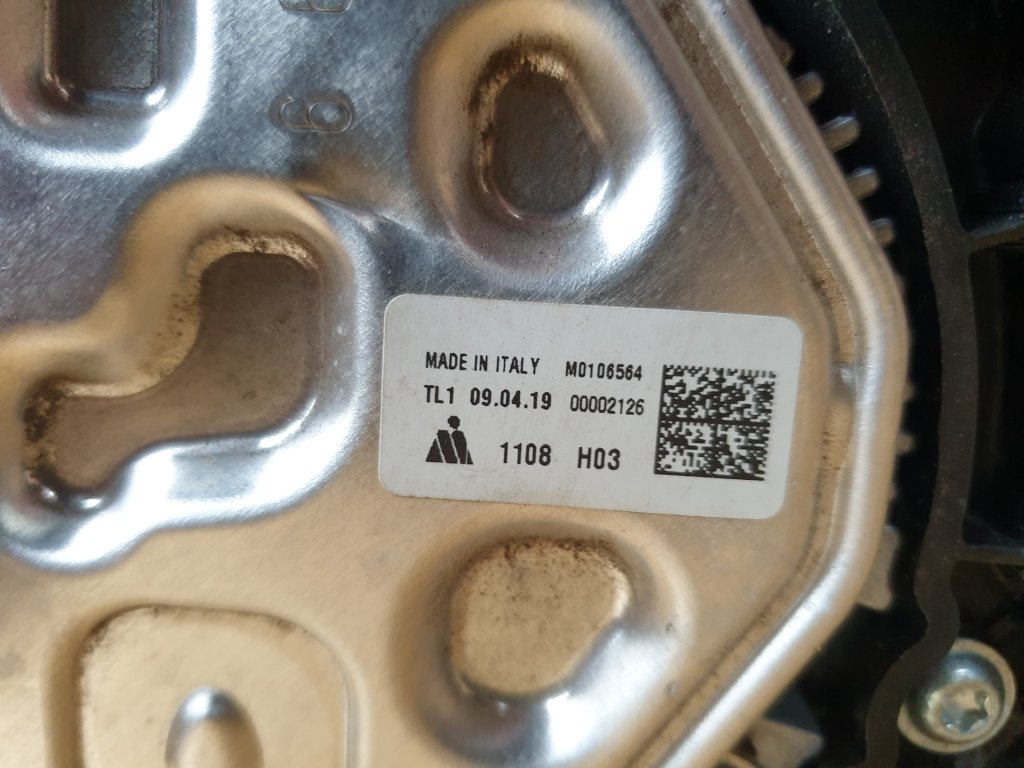 MADE IN ITALY M0106564
TL1 09.04.19 00002126
1108 H03